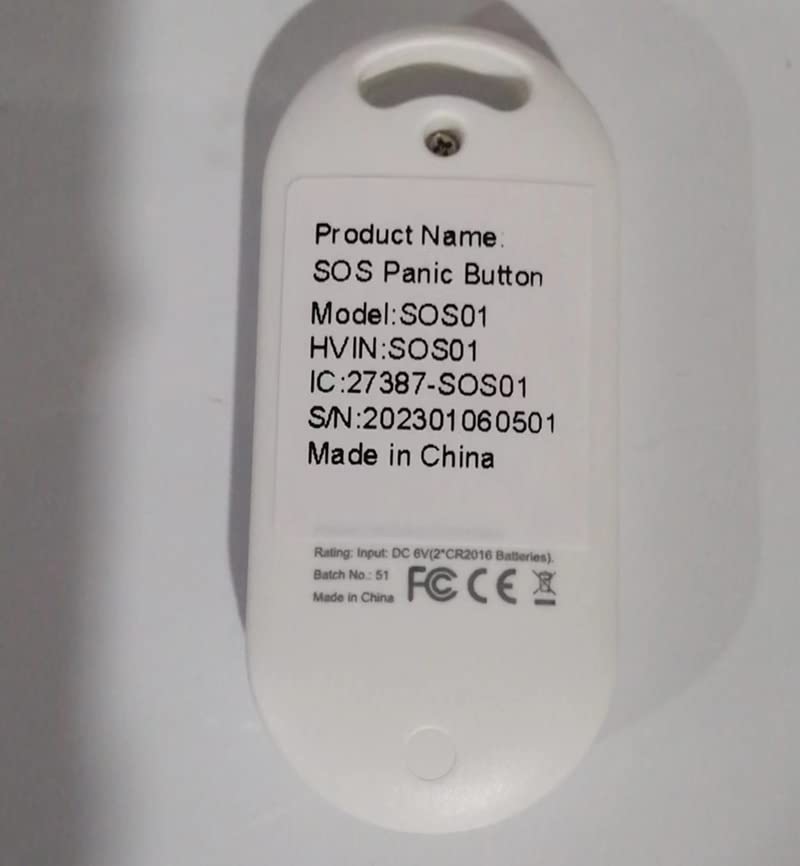 Product Name:
SOS Panic Button
Model:SOS01
HVIN:SOS01
IC:27387-SOS01
S/N:202301060501
Made in China
Rating: Input: DC 6V(2*CR2016 Batteries).
Batch No.: 51
Made in China
FC CE